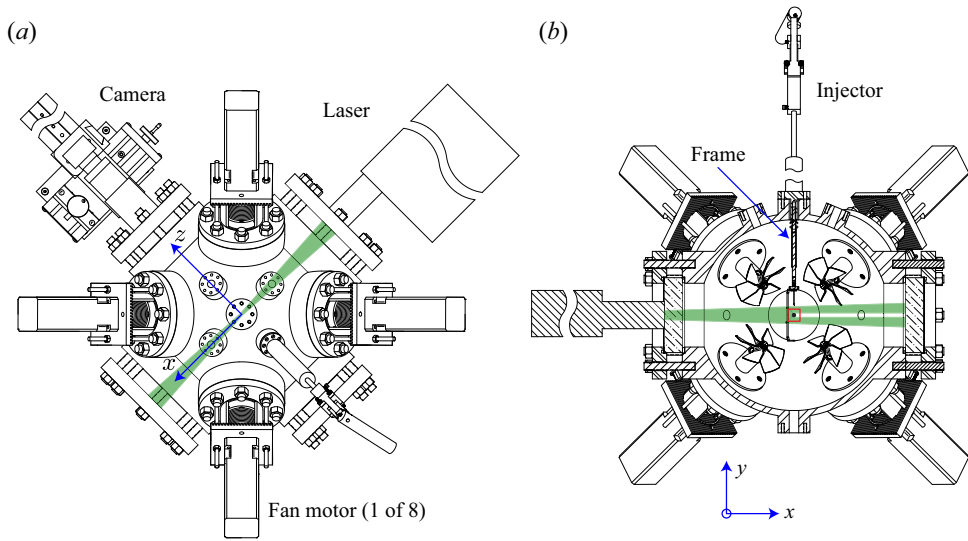 (a)
Camera
Laser
z
x
Fan motor (1 of 8)
(b)
Injector
Frame
y
x